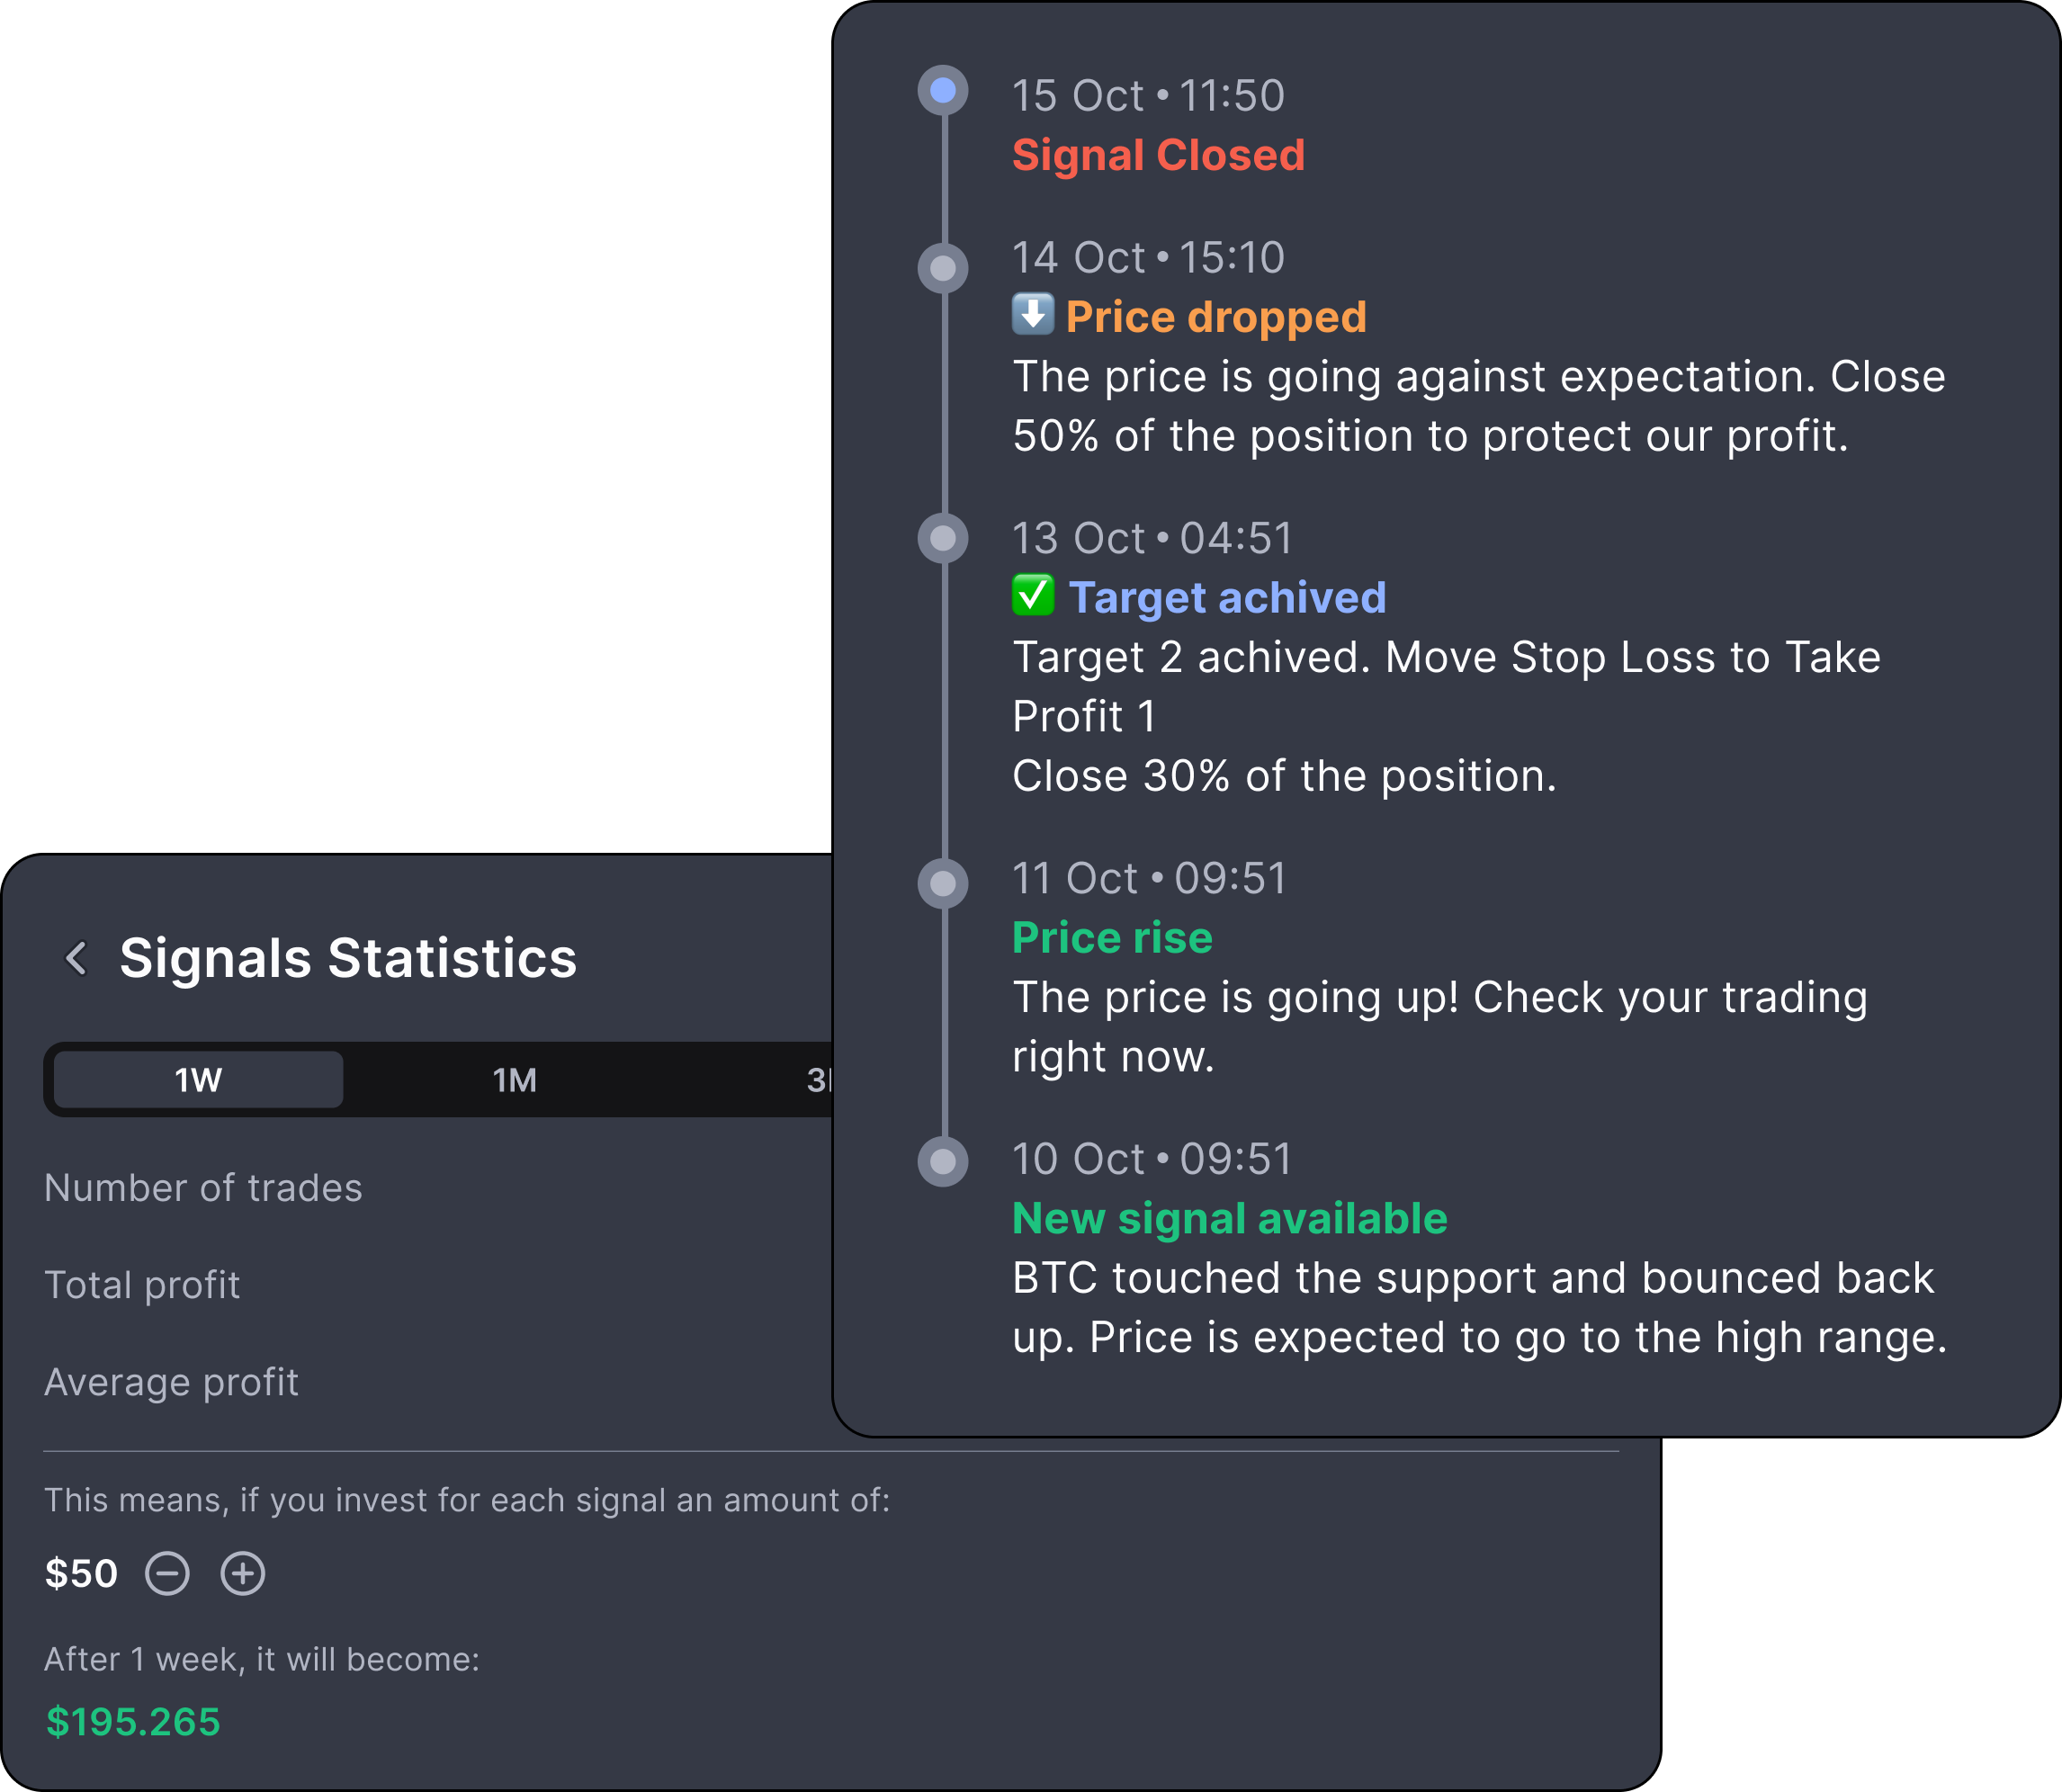 15 Oct • 11:50
Signal Closed
14 Oct • 15:10
⬇️ Price dropped
The price is going against expectation. Close
50% of the position to protect our profit.
13 Oct • 04:51
✅ Target achived
Target 2 achived. Move Stop Loss to Take
Profit 1
Close 30% of the position.
11 Oct • 09:51
Price rise
The price is going up! Check your trading
right now.
10 Oct • 09:51
New signal available
BTC touched the support and bounced back
up. Price is expected to go to the high range.
Signals Statistics
1W 1M
Number of trades
Total profit
Average profit
This means, if you invest for each signal an amount of:
$50
After 1 week, it will become:
$195.265